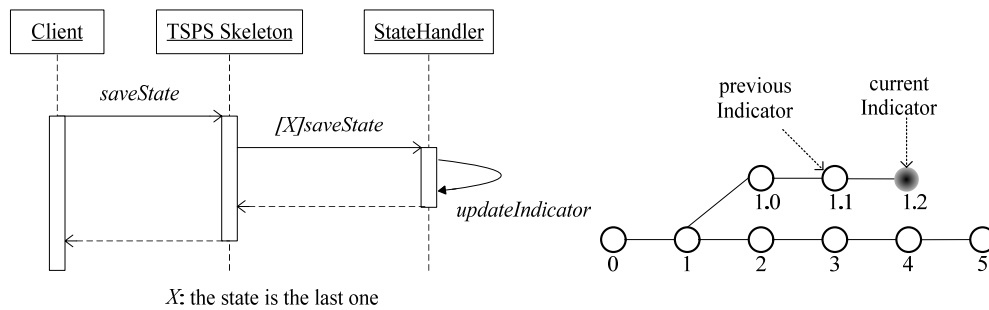 Client
TSPS Skeleton
StateHandler
saveState
[X]saveState
updateIndicator
X: the state is the last one
previous
Indicator
current
Indicator
1.0
1.1
1.2
0
1
2
3
4
5